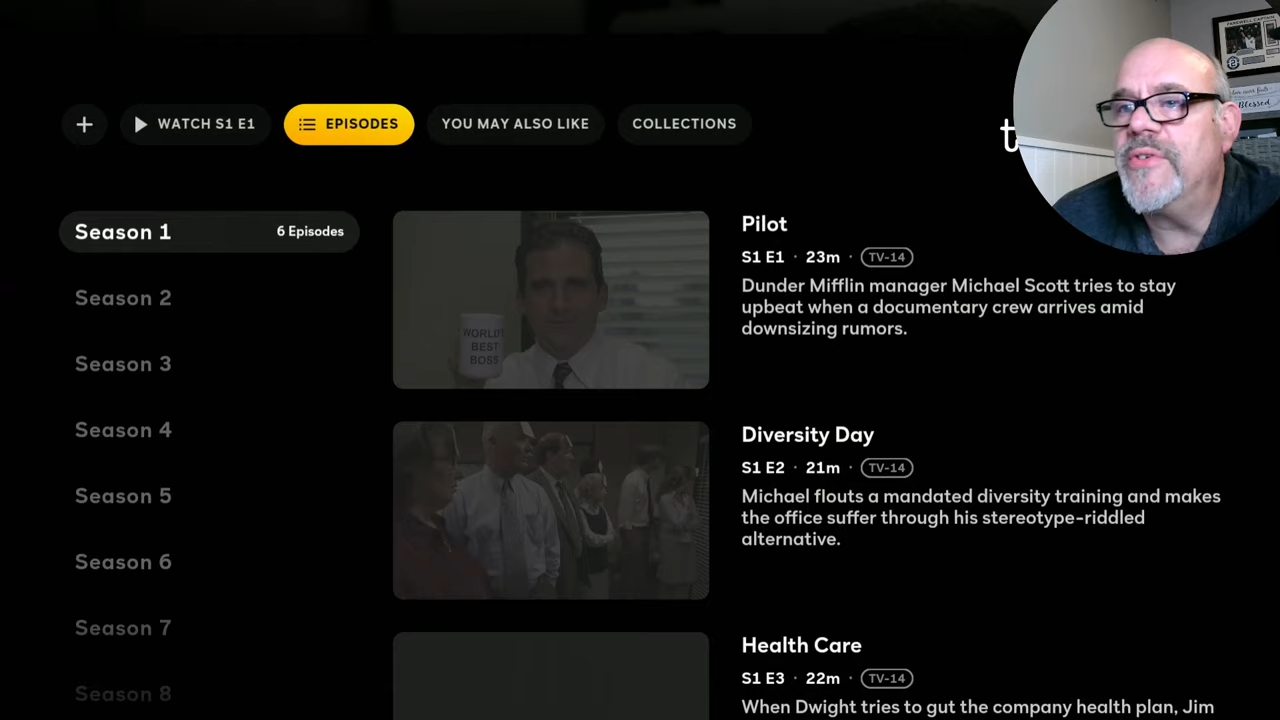 WATCH S1 E1
EPISODES
YOU MAY ALSO LIKE
COLLECTIONS
t
Blessed
Season 1
6 Episodes
Season 2
Season 3
Season 4
Season 5
Season 6
Season 7
Season 8
WORLD'S
BEST
BOSS
Pilot
S1 E1 · 23m · TV-14
Dunder Mifflin manager Michael Scott tries to stay
upbeat when a documentary crew arrives amid
downsizing rumors.
Diversity Day
S1 E2 · 21m · TV-14
Michael flouts a mandated diversity training and makes
the office suffer through his stereotype-riddled
alternative.
Health Care
S1 E3 · 22m · TV-14
When Dwight tries to gut the company health plan, Jim